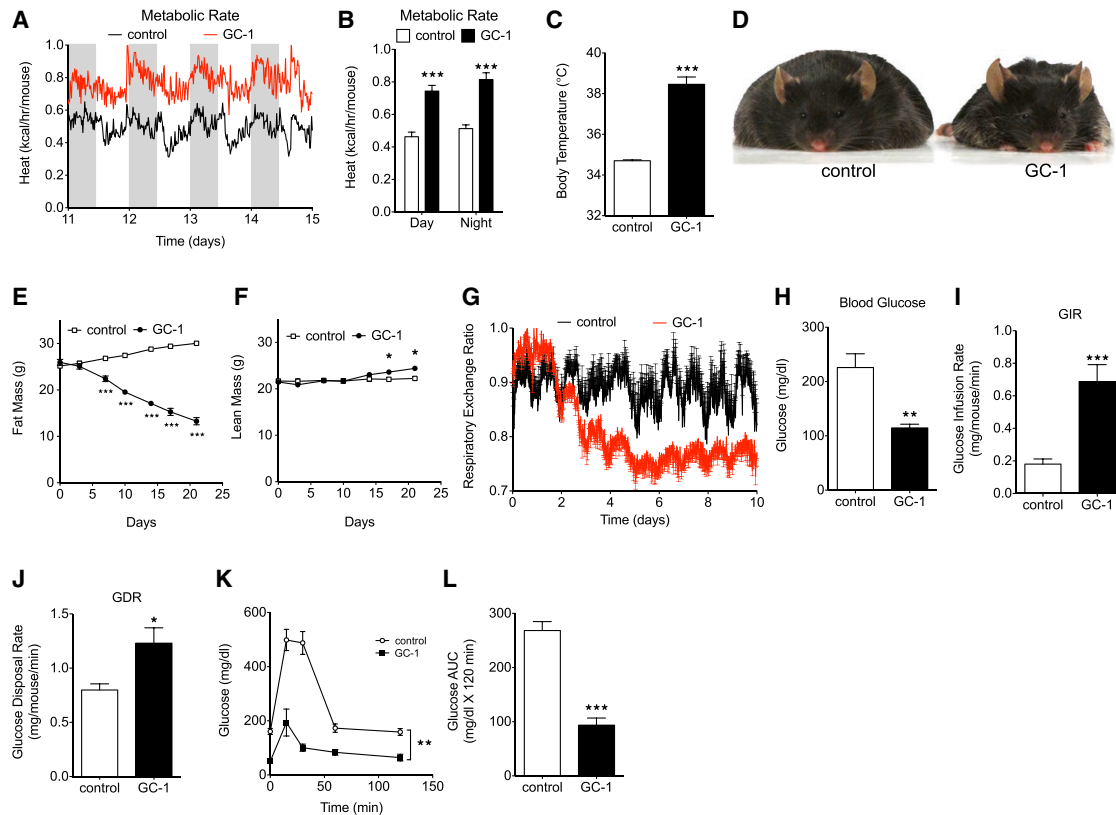 A
Metabolic Rate
control GC-1
Heat (kcal/hr/mouse)
1.0
0.8
0.6
0.4
0.2
0.0
11 12 13 14 15
Time (days)
B
Metabolic Rate
control GC-1
Heat (kcal/hr/mouse)
1.0
0.8
0.6
0.4
0.2
0.0
*** ***
Day Night
C
Body Temperature (°C)
40
38
36
34
32
***
control GC-1
D
control GC-1
E
control GC-1
Fat Mass (g)
30
20
10
0
*** *** *** *** ***
0 5 10 15 20 25
Days
F
control GC-1
Lean Mass (g)
30
20
10
0
* *
0 5 10 15 20 25
Days
G
control GC-1
Respiratory Exchange Ratio
1.0
0.9
0.8
0.7
0 2 4 6 8 10
Time (days)
H
Blood Glucose
Glucose (mg/dl)
300
200
100
0
**
control GC-1
I
GIR
Glucose Infusion Rate
(mg/mouse/min)
1.0
0.8
0.6
0.4
0.2
0.0
***
control GC-1
J
GDR
Glucose Disposal Rate
(mg/mouse/min)
1.5
1.0
0.5
0.0
*
control GC-1
K
Glucose (mg/dl)
600
400
200
0
control
GC-1
**
0 50 100 150
Time (min)
L
Glucose AUC
(mg/dl X 120 min)
300
200
100
0
***
control GC-1